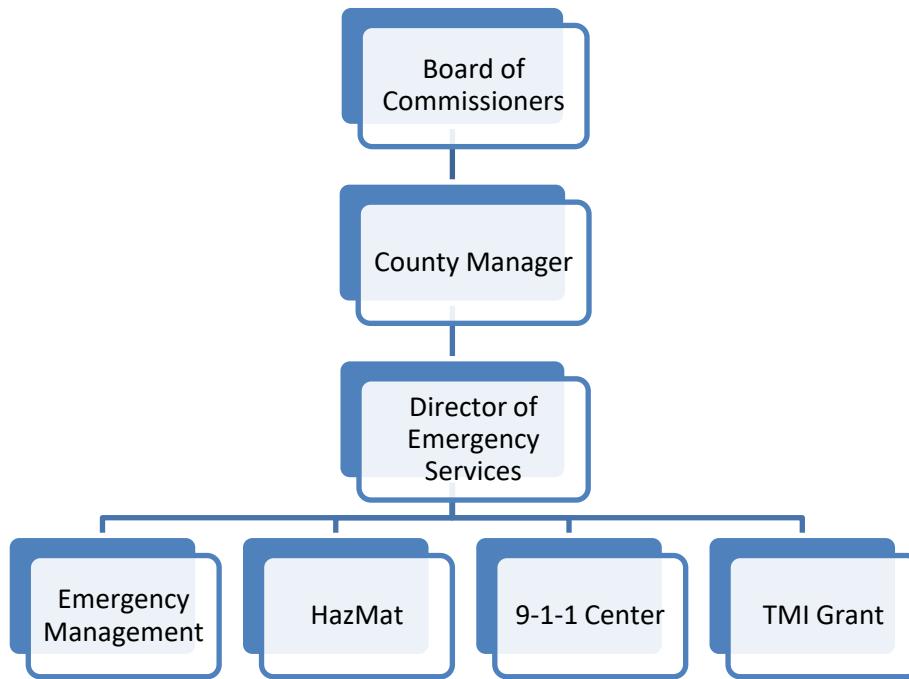 Board of
Commissioners
County Manager
Director of
Emergency
Services
Emergency
Management
HazMat
9-1-1 Center
TMI Grant